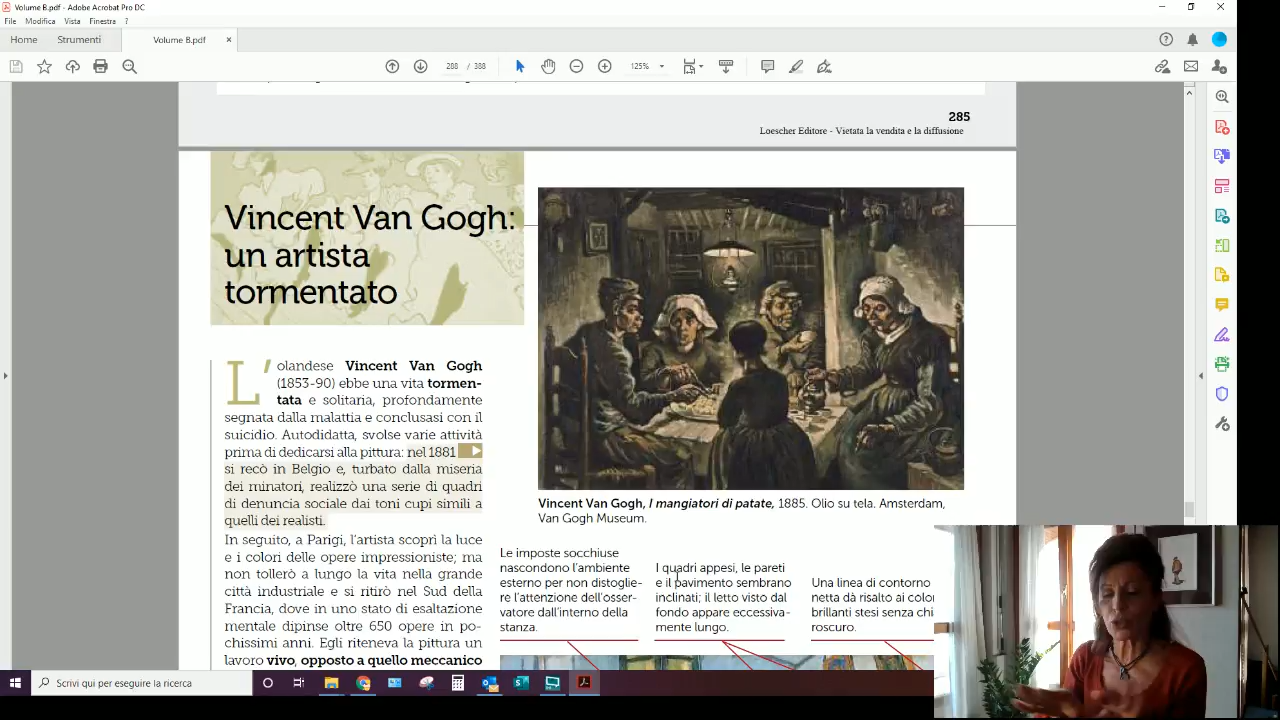 Volume B.pdf - Adobe Acrobat Pro DC
File Modifica Vista Finestra ?
Home Strumenti Volume B.pdf ×
288 / 388 125%
285
Loescher Editore - Vietata la vendita e la diffusione
Vincent Van Gogh:
un artista
tormentato
L'olandese Vincent Van Gogh
(1853-90) ebbe una vita tormen-
tata e solitaria, profondamente
segnata dalla malattia e conclusasi con il
suicidio. Autodidatta, svolse varie attività
prima di dedicarsi alla pittura: nel 1881
si recò in Belgio e, turbato dalla miseria
dei minatori, realizzò una serie di quadri
di denuncia sociale dai toni cupi simili a
quelli dei realisti.
In seguito, a Parigi, l'artista scoprì la luce
e i colori delle opere impressioniste; ma
non tollerò a lungo la vita nella grande
città industriale e si ritirò nel Sud della
Francia, dove in uno stato di esaltazione
mentale dipinse oltre 650 opere in po-
chissimi anni. Egli riteneva la pittura un
lavoro vivo, opposto a quello meccanico
Vincent Van Gogh, I mangiatori di patate, 1885. Olio su tela. Amsterdam,
Van Gogh Museum.
Le imposte socchiuse
nascondono l'ambiente
esterno per non distoglie-
re l'attenzione dell'osser-
vatore dall'interno della
stanza.
I quadri appesi, le pareti
e il pavimento sembrano
inclinati; il letto visto dal
fondo appare eccessiva-
mente lungo.
Una linea di contorno
netta dà risalto ai color
brillanti stesi senza chi
roscuro.
Scrivi qui per eseguire la ricerca